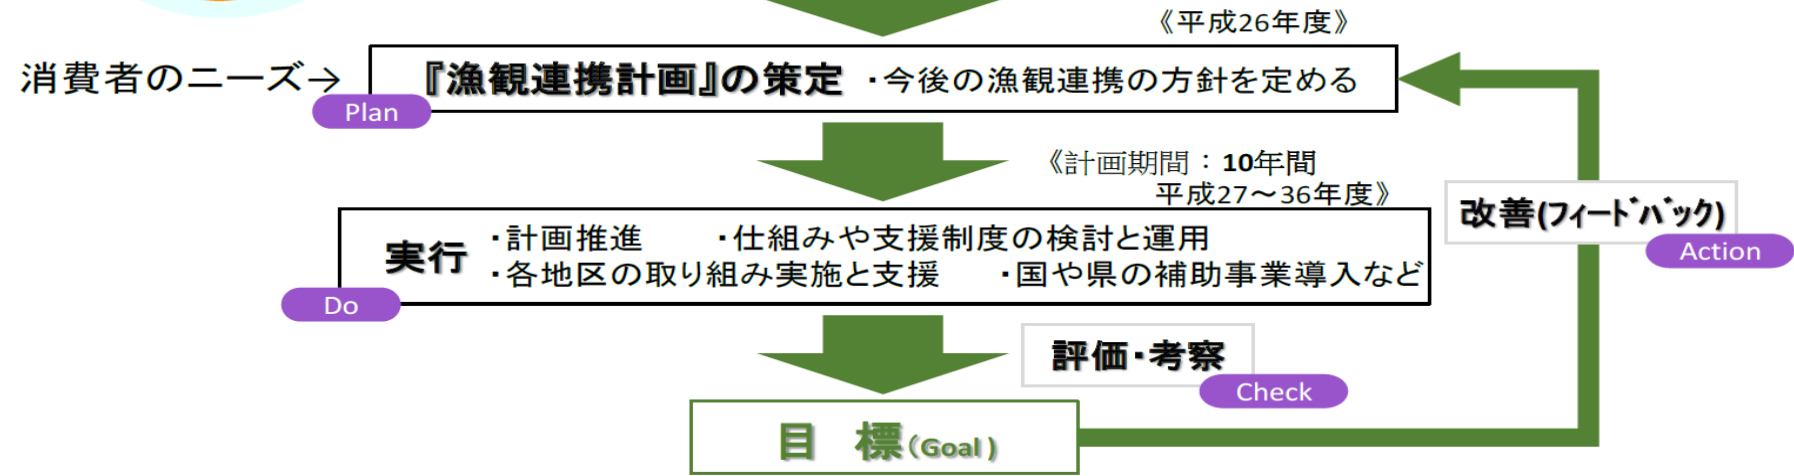 《平成26年度》
消費者のニーズ→
『漁観連携計画』の策定 ・今後の漁観連携の方針を定める
Plan
《計画期間：10年間
平成27～36年度》
実行
・計画推進 ・仕組みや支援制度の検討と運用
・各地区の取り組み実施と支援 ・国や県の補助事業導入など
Do
改善(フィードバック)
Action
評価・考察
Check
目 標(Goal)